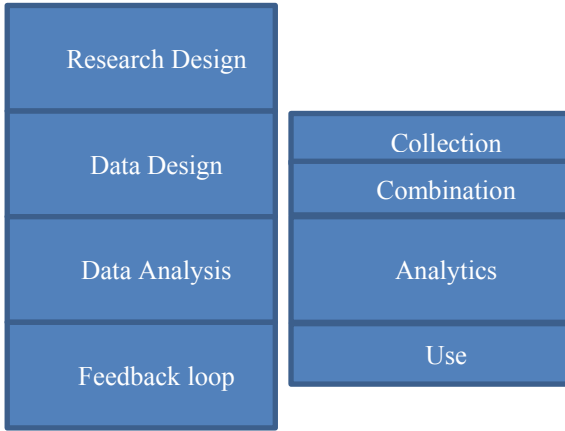 Research Design
Data Design
Data Analysis
Feedback loop
Collection
Combination
Analytics
Use